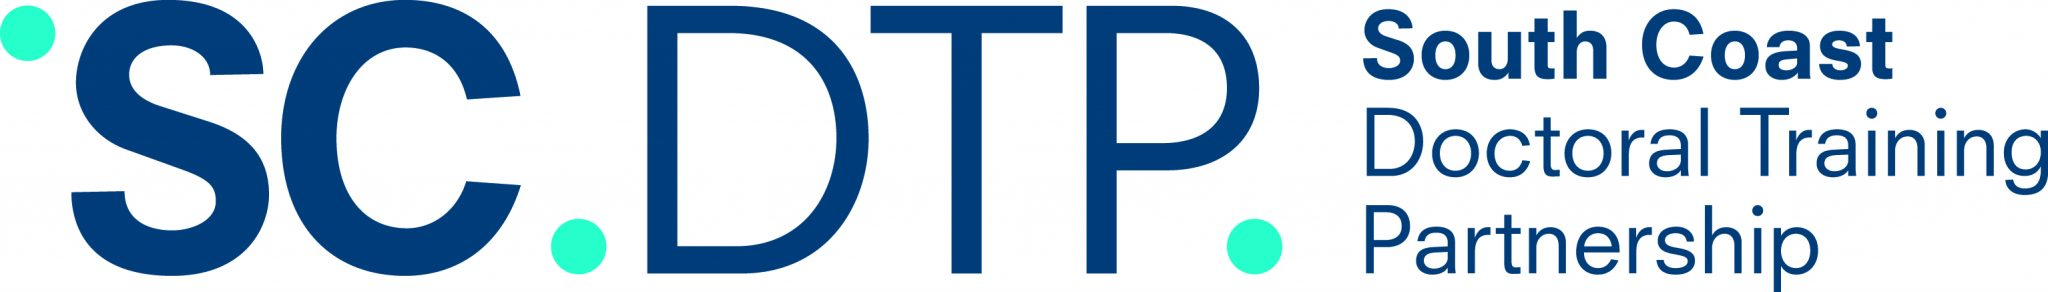 SC.DTP.
South Coast
Doctoral Training
Partnership